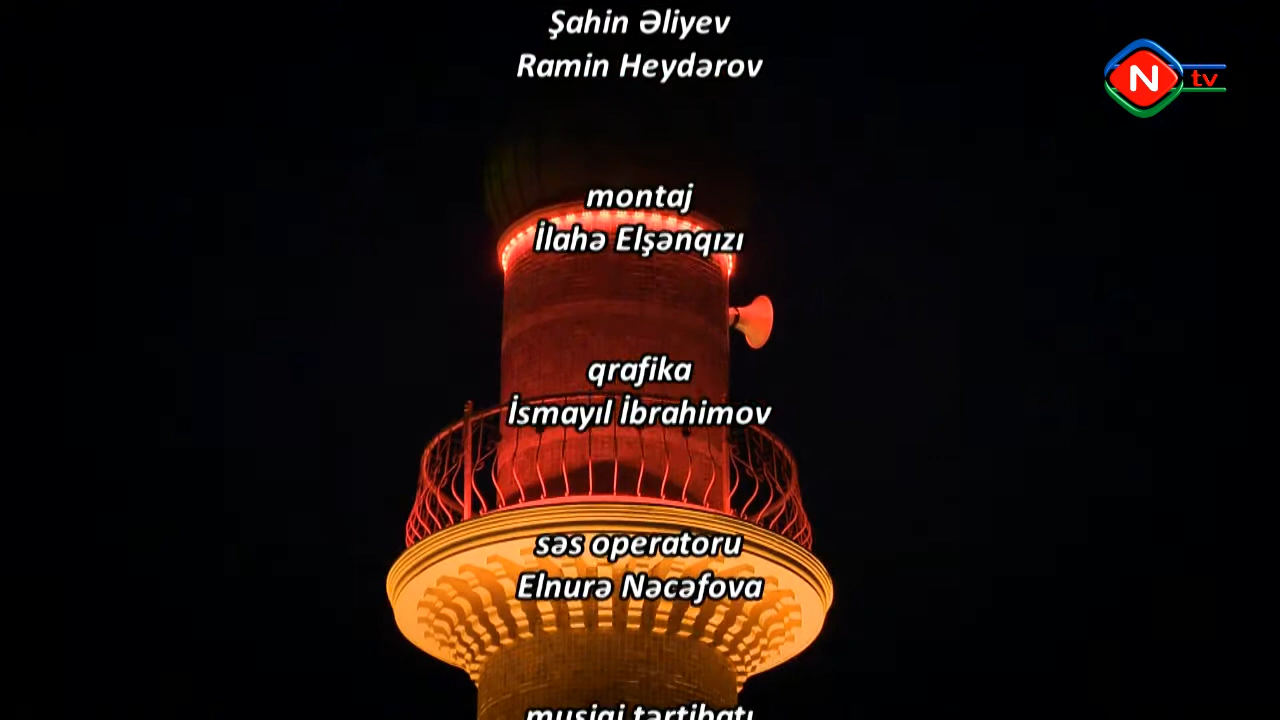 Şahin Əliyev
Ramin Heydərov
N tv
montaj
İlahə Elşənqızı
qrafika
İsmayıl İbrahimov
səs operatoru
Elnurə Nəcəfova
musiqi tərtibatı